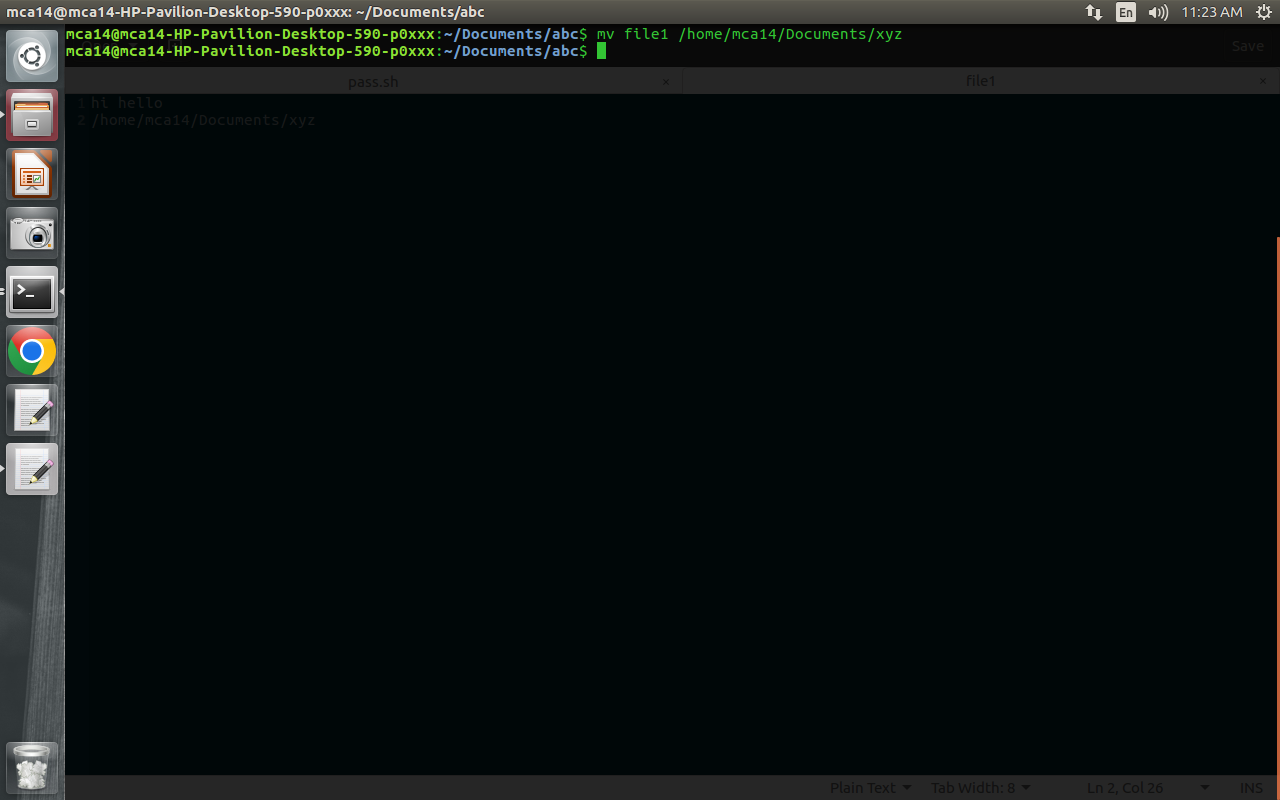 mca14@mca14-HP-Pavilion-Desktop-590-p0xxx: ~/Documents/abc
En
11:23 AM
mca14@mca14-HP-Pavilion-Desktop-590-p0xxx:~/Documents/abc$ mv file1 /home/mca14/Documents/xyz
mca14@mca14-HP-Pavilion-Desktop-590-p0xxx:~/Documents/abc$
Save
pass.sh × file1 ×
1 hi hello
2 /home/mca14/Documents/xyz
Plain Text Tab Width: 8 Ln 2, Col 26 INS